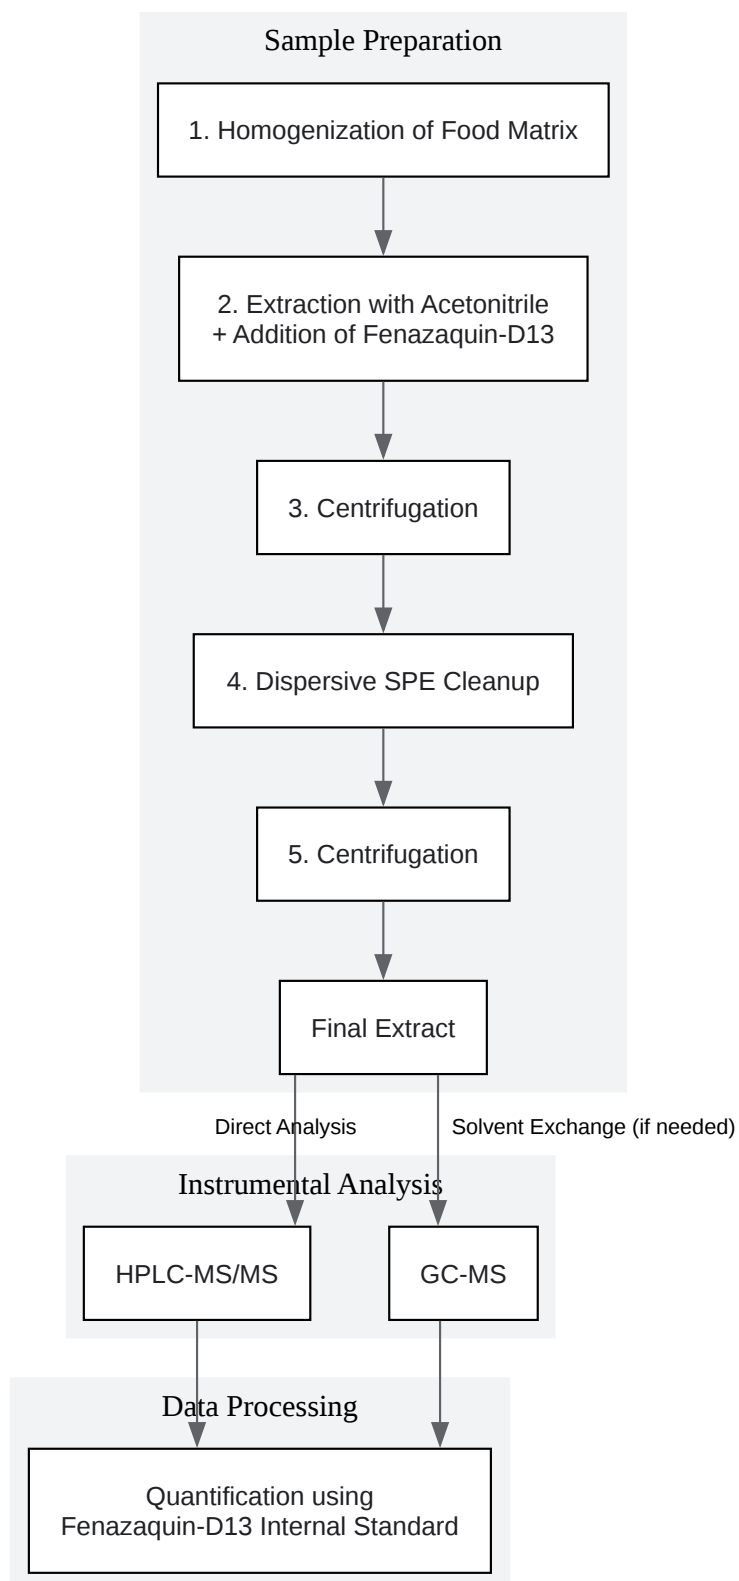 Sample Preparation
1. Homogenization of Food Matrix
2. Extraction with Acetonitrile
+ Addition of Fenazaquin-D13
3. Centrifugation
4. Dispersive SPE Cleanup
5. Centrifugation
Final Extract
Direct Analysis
Solvent Exchange (if needed)
Instrumental Analysis
HPLC-MS/MS
GC-MS
Data Processing
Quantification using
Fenazaquin-D13 Internal Standard